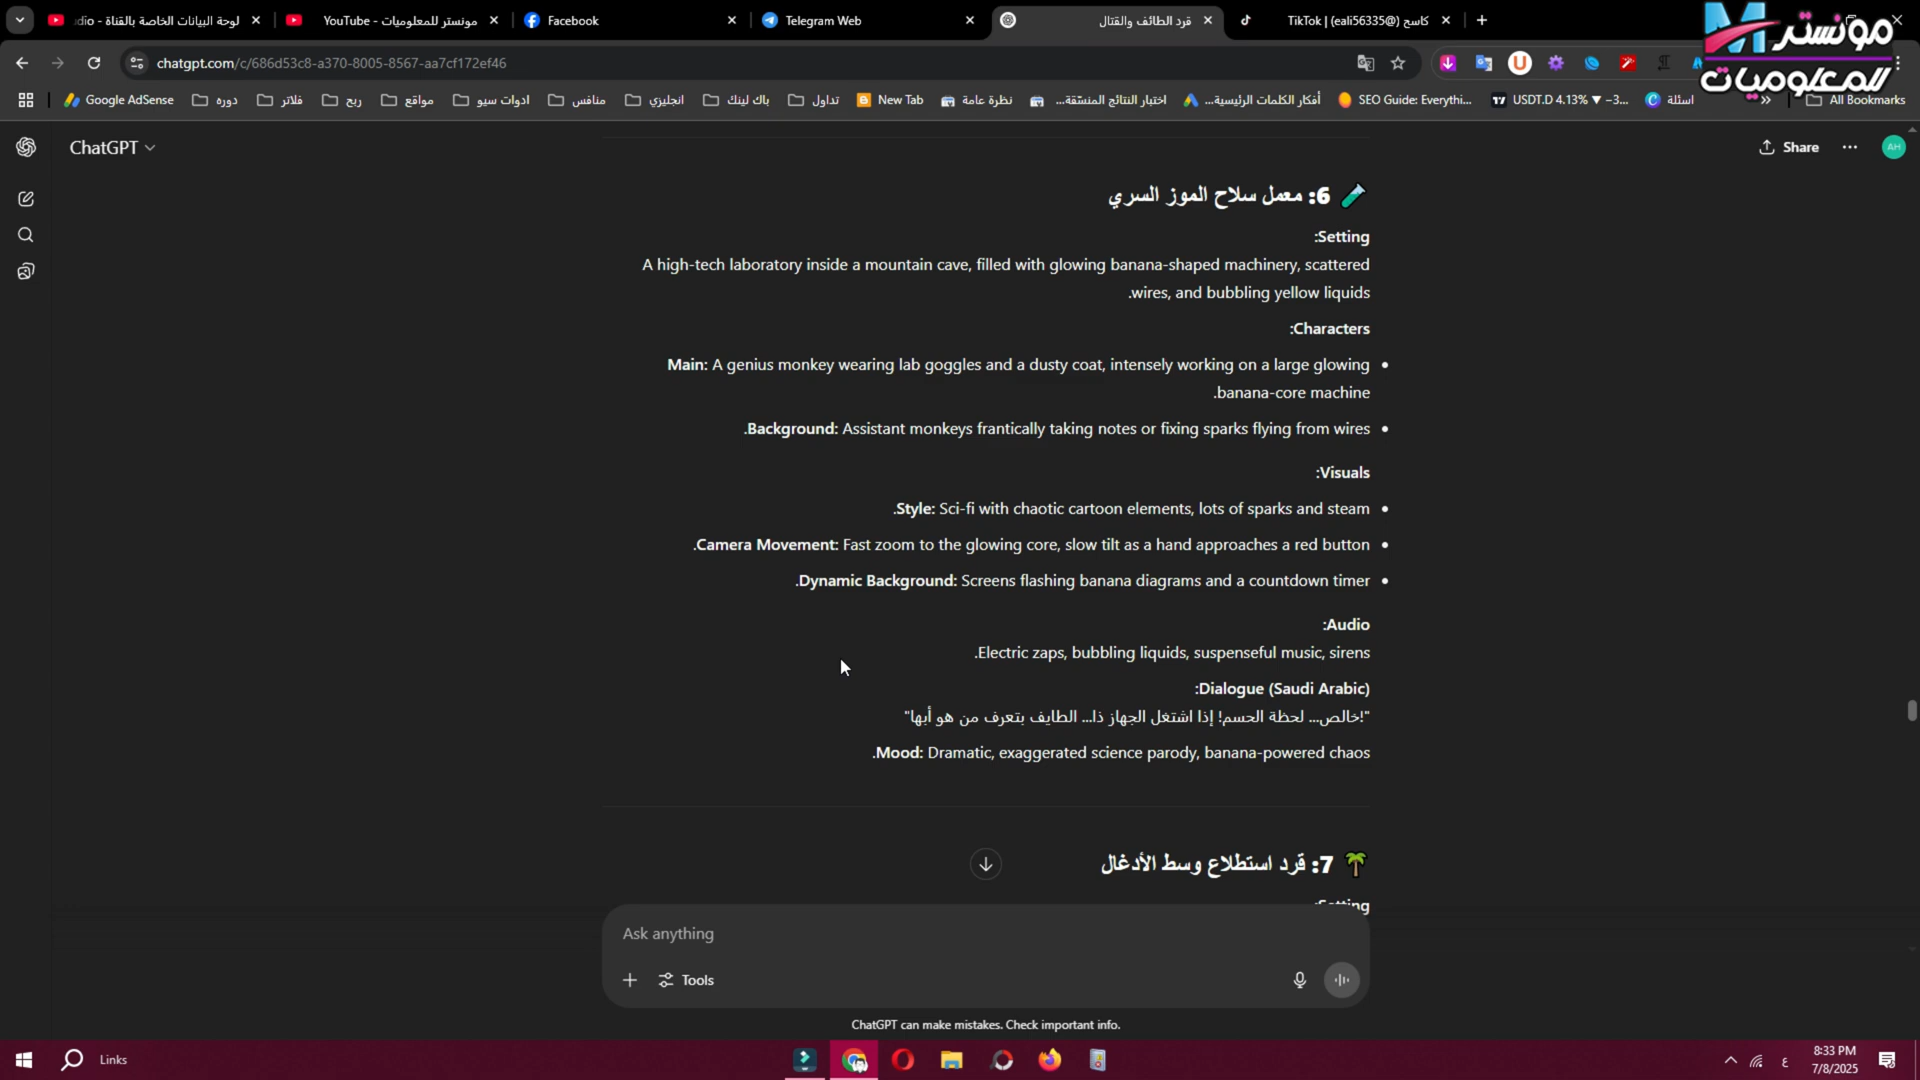 لوحة البيانات الخاصة بالقناة - dio
مونستر للمعلوميات - YouTube
Facebook
Telegram Web
قرد الطائف والقتال
كاسح (@eali56335) | TikTok
مونستر
للمعلوميات
chatgpt.com/c/686d53c8-a370-8005-8567-aa7cf172ef46
Google AdSense
دوره
فلاتر
ربح
مواقع
ادوات سيو
منافس
انجليزي
باك لينك
تداول
New Tab
نظرة عامة
اختبار النتائج المنسّقة...
أفكار الكلمات الرئيسية...
SEO Guide: Everythi...
USDT.D 4.13% ▼ −3...
اسئلة
All Bookmarks
ChatGPT
Share
AH
6: معمل سلاح الموز السري
Setting:
A high-tech laboratory inside a mountain cave, filled with glowing banana-shaped machinery, scattered
wires, and bubbling yellow liquids.
Characters:
Main: A genius monkey wearing lab goggles and a dusty coat, intensely working on a large glowing
banana-core machine.
Background: Assistant monkeys frantically taking notes or fixing sparks flying from wires.
Visuals:
Style: Sci-fi with chaotic cartoon elements, lots of sparks and steam.
Camera Movement: Fast zoom to the glowing core, slow tilt as a hand approaches a red button.
Dynamic Background: Screens flashing banana diagrams and a countdown timer.
Audio:
Electric zaps, bubbling liquids, suspenseful music, sirens.
Dialogue (Saudi Arabic):
"خالص... لحظة الحسم! إذا اشتغل الجهاز ذا... الطايف بتعرف من هو أبها!"
Mood: Dramatic, exaggerated science parody, banana-powered chaos.
7: قرد استطلاع وسط الأدغال
Setting:
Ask anything
Tools
ChatGPT can make mistakes. Check important info.
Links
ع
8:33 PM
7/8/2025